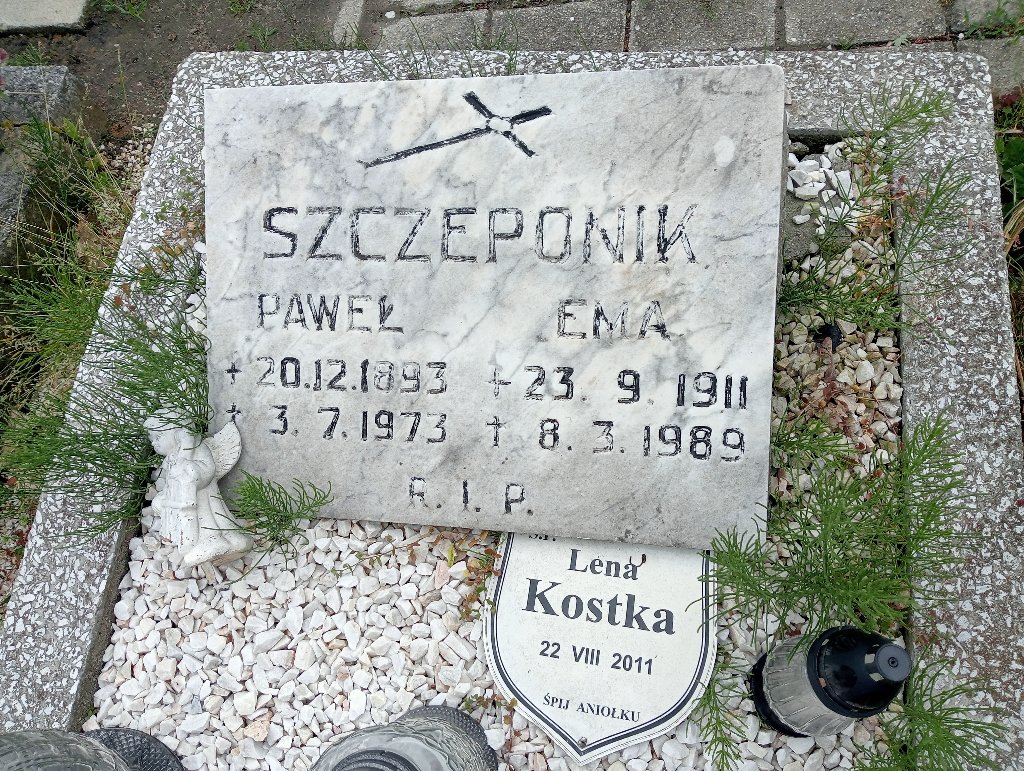 SZCZEPONIK
PAWEŁ EMA
+ 20.12.1893 + 23. 9. 1911
+ 3. 7. 1973 + 8. 3. 1989
R. I. P.
Lena
Kostka
22 VIII 2011
ŚPIJ ANIOŁKU